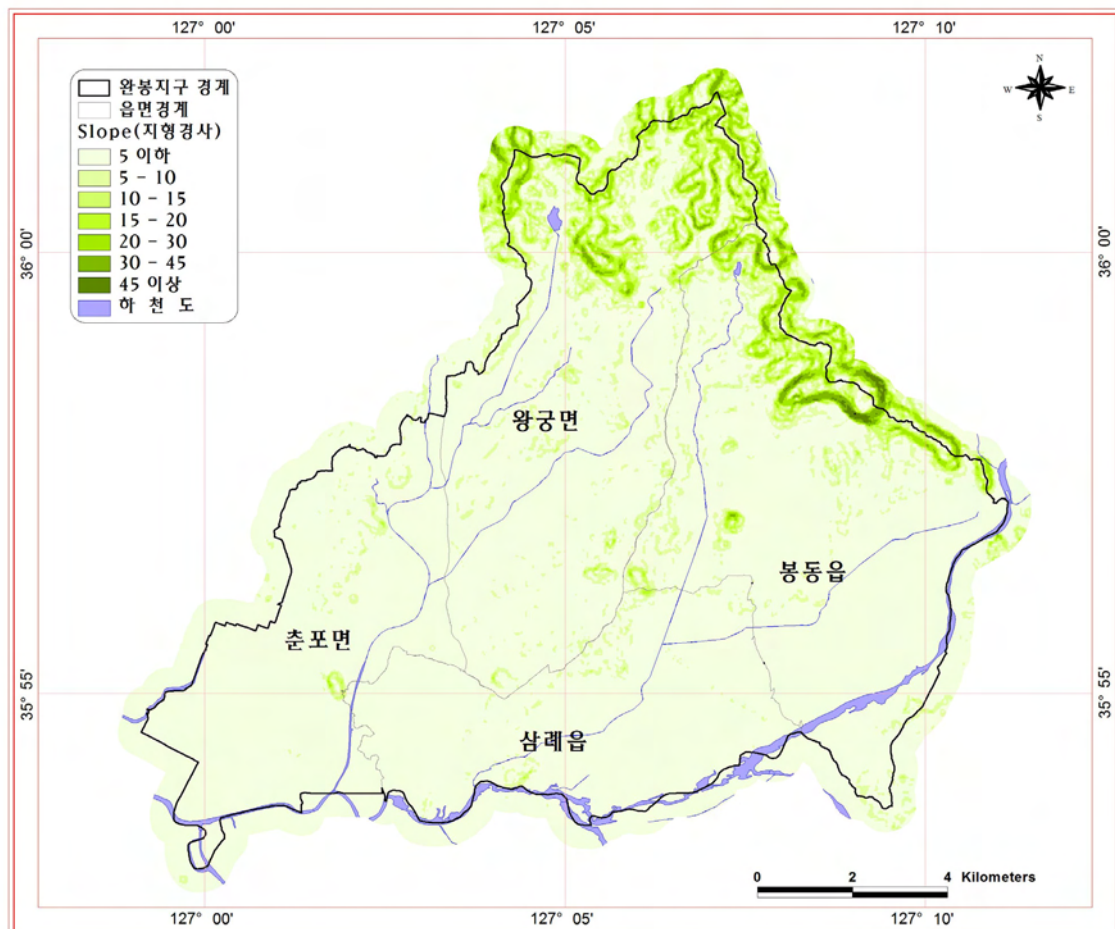 127° 00'
127° 05'
127° 10'
완봉지구 경계
읍면경계
Slope(지형경사)
5 이하
5 - 10
10 - 15
15 - 20
20 - 30
30 - 45
45 이상
하 천 도
N
W
E
S
36° 00'
36° 00'
왕궁면
봉동읍
춘포면
삼례읍
35° 55'
35° 55'
0 2 4 Kilometers
127° 00'
127° 05'
127° 10'